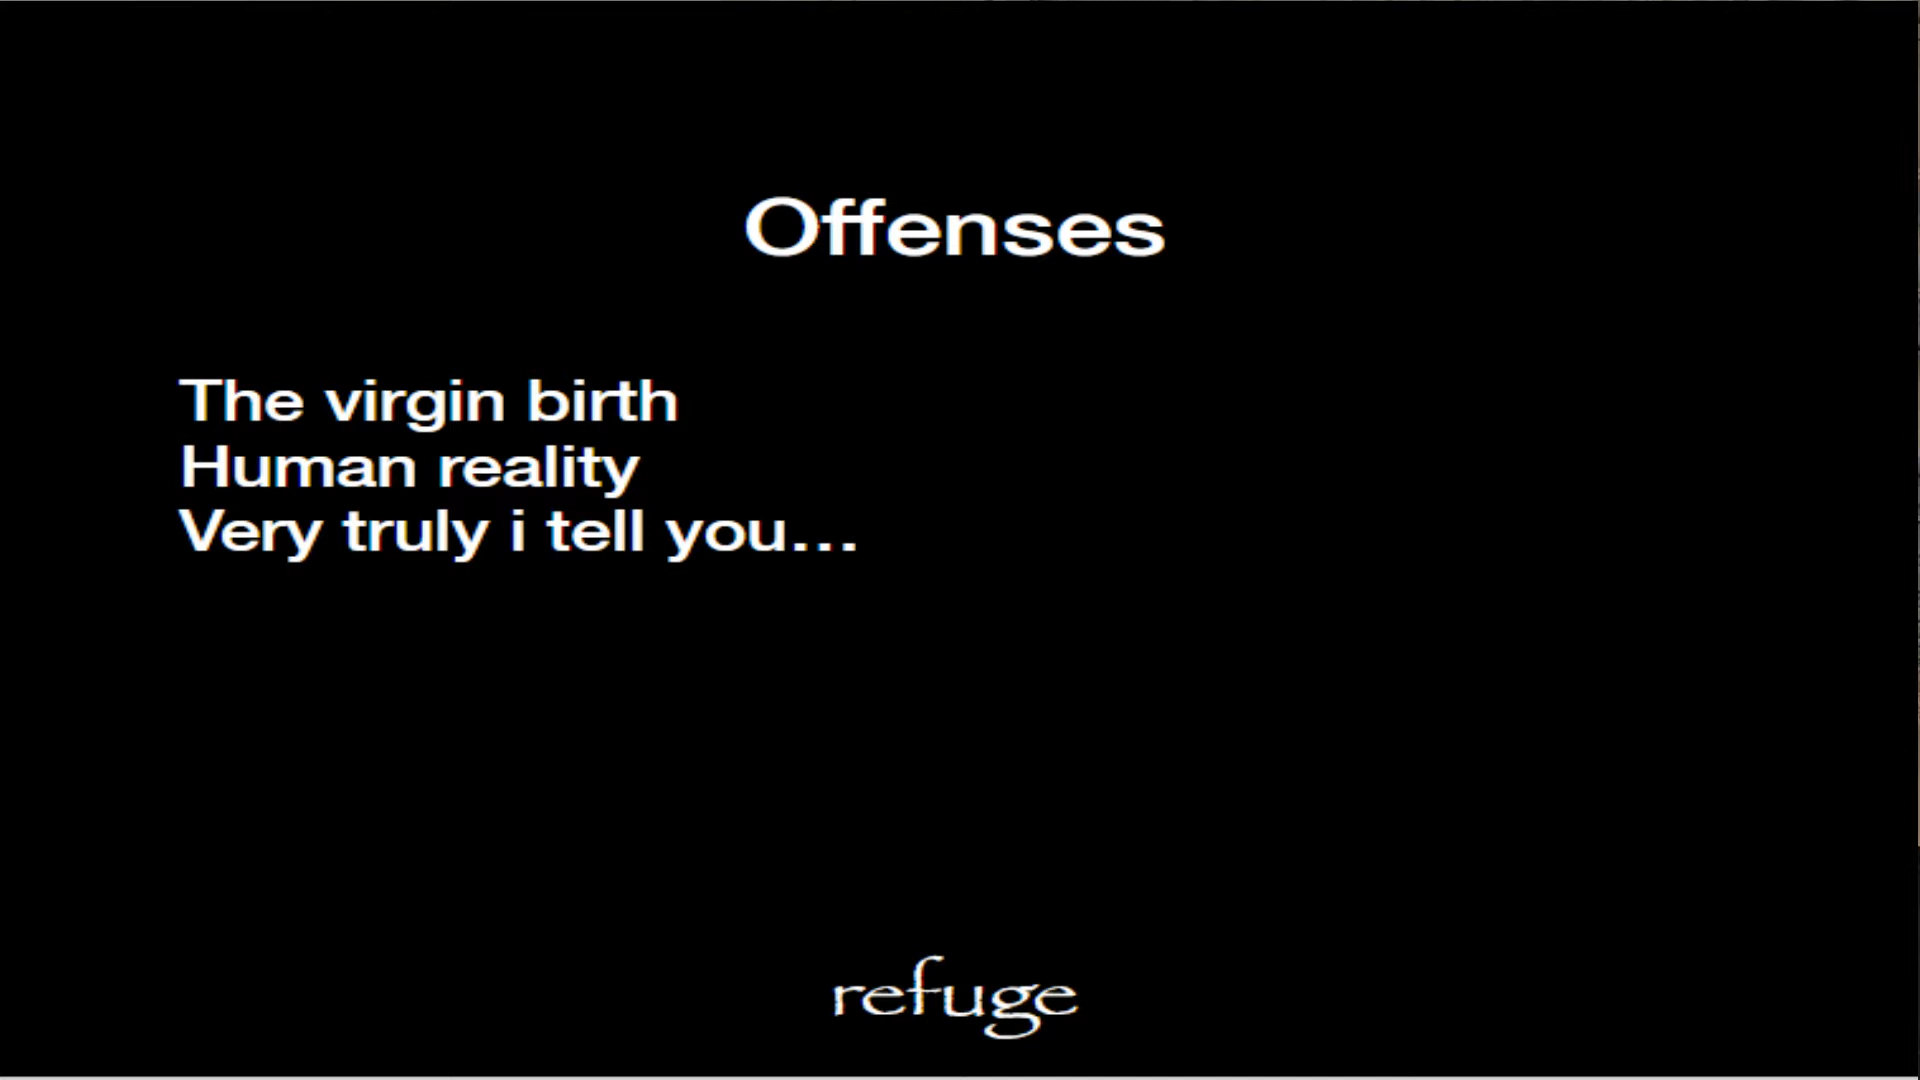 Offenses
The virgin birth
Human reality
Very truly i tell you...
refuge